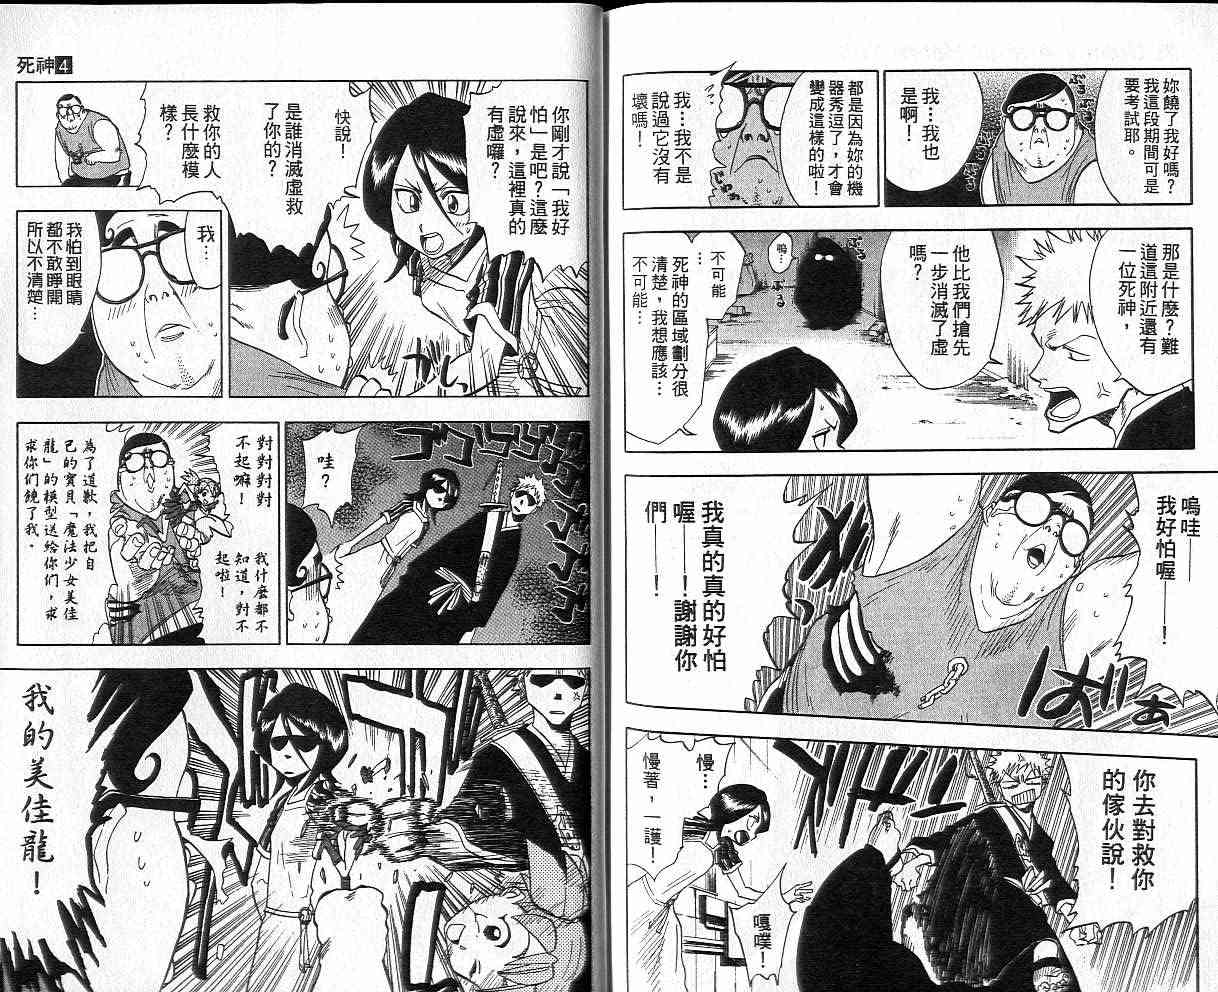 妳饒了我好嗎？
我這段期間可是
要考試耶。
我…我也
是啊！
都是因為妳的機
器秀逗了，才會
變成這樣的啦！
我…我不是
說過它沒有
壞嗎！
那是什麼？難
道這附近還有
一位死神，
他比我們搶先
一步消滅了虛
嗎？
嗚…
不可能
…
死神的區域劃分很
清楚，我想應該…
不可能…
嗚哇——
我好怕喔——！
我真的真的好怕
喔——！謝謝你
們——！
ばあぁ
你去對救你
的傢伙說！
慢…
慢著，一護！
嘎噗！
死神4
你剛才說「我好
怕」是吧？這麼
說來，這裡真的
有虛囉？
快說！
是誰消滅虛救
了你的？
救你的人
長什麼模
樣？
我…
我怕到眼睛
都不敢睜開
所以不清楚…
ゴゴゴゴゴゴ
哇？
對對對對
不起嘛！
我什麼都不
知道，對不
起啦！
為了道歉，我把自
己的寶貝「魔法少女美佳
龍」的模型送給你們，求
求你們饒了我。
我的美佳龍！